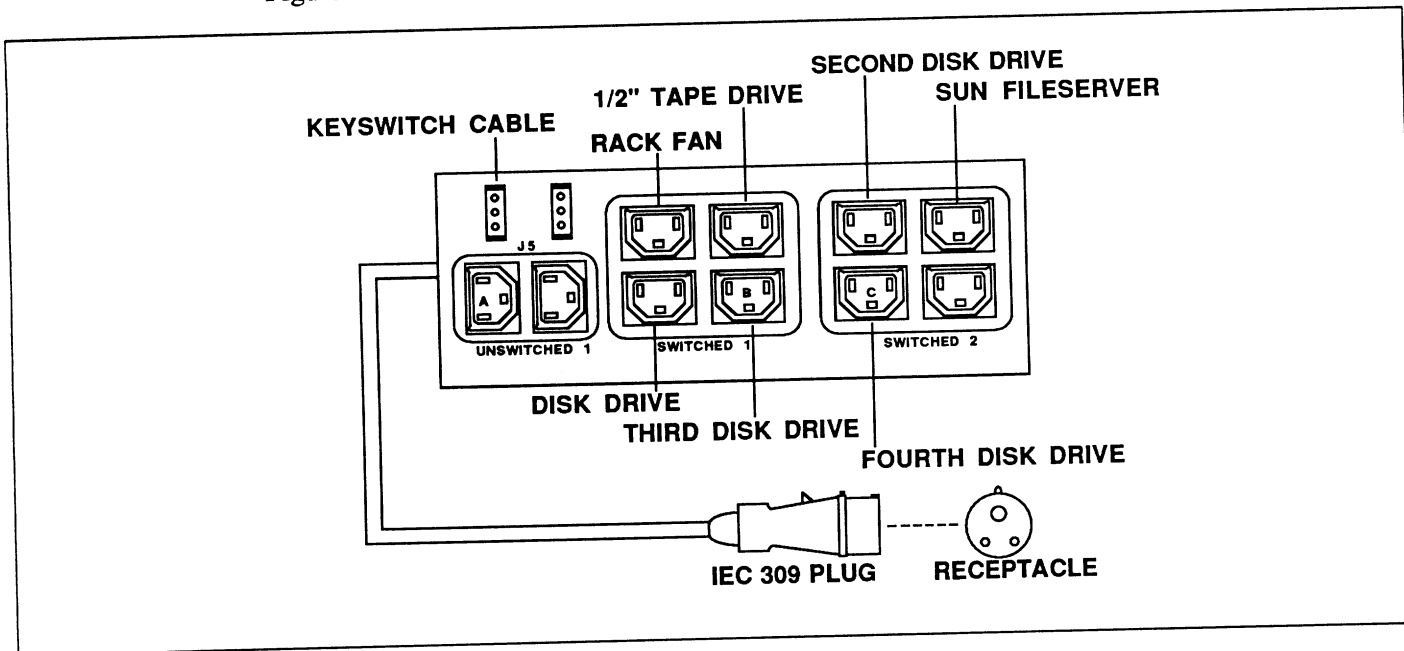 SECOND DISK DRIVE
1/2" TAPE DRIVE
SUN FILESERVER
KEYSWITCH CABLE
RACK FAN
J5
A
B
C
UNSWITCHED 1
SWITCHED 1
SWITCHED 2
DISK DRIVE
THIRD DISK DRIVE
FOURTH DISK DRIVE
IEC 309 PLUG
RECEPTACLE